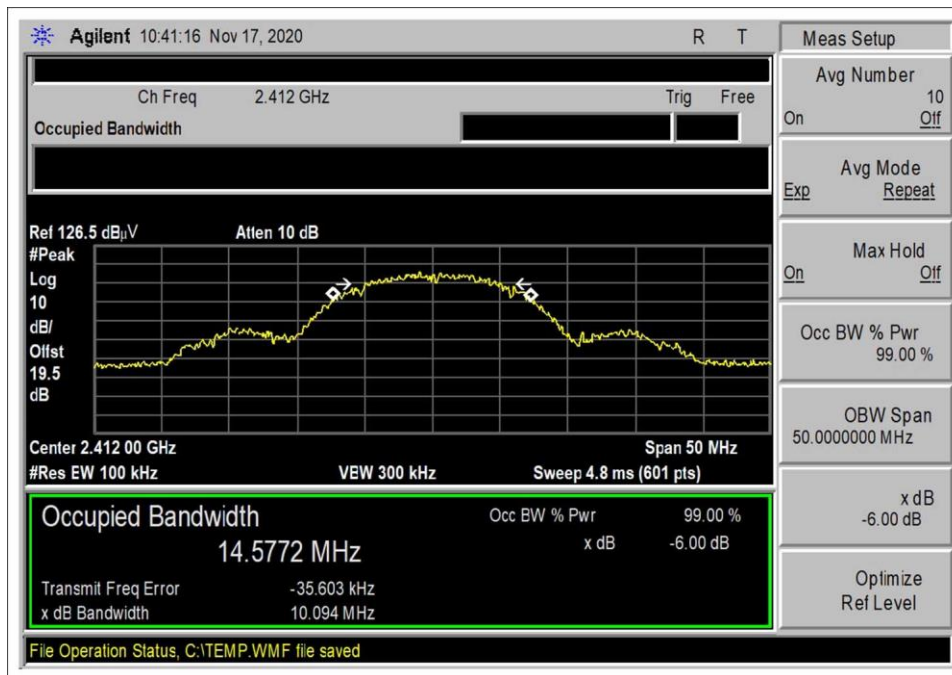 Agilent 10:41:16 Nov 17, 2020 R T
Meas Setup
Ch Freq 2.412 GHz Trig Free
Occupied Bandwidth
Avg Number
10
On Off
Avg Mode
Exp Repeat
Ref 126.5 dBµV Atten 10 dB
#Peak
Log
10
dB/
Offst
19.5
dB
Max Hold
On Off
Occ BW % Pwr
99.00 %
OBW Span
50.0000000 MHz
Center 2.412 00 GHz Span 50 MHz
#Res EW 100 kHz VBW 300 kHz Sweep 4.8 ms (601 pts)
x dB
-6.00 dB
Occupied Bandwidth Occ BW % Pwr 99.00 %
14.5772 MHz x dB -6.00 dB
Transmit Freq Error -35.603 kHz
x dB Bandwidth 10.094 MHz
Optimize
Ref Level
File Operation Status, C:\TEMP.WMF file saved